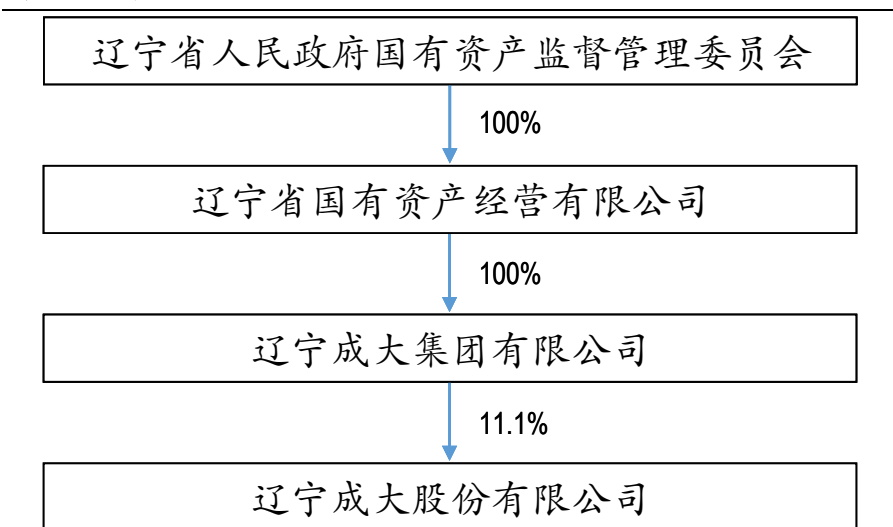 辽宁省人民政府国有资产监督管理委员会
100%
辽宁省国有资产经营有限公司
100%
辽宁成大集团有限公司
11.1%
辽宁成大股份有限公司